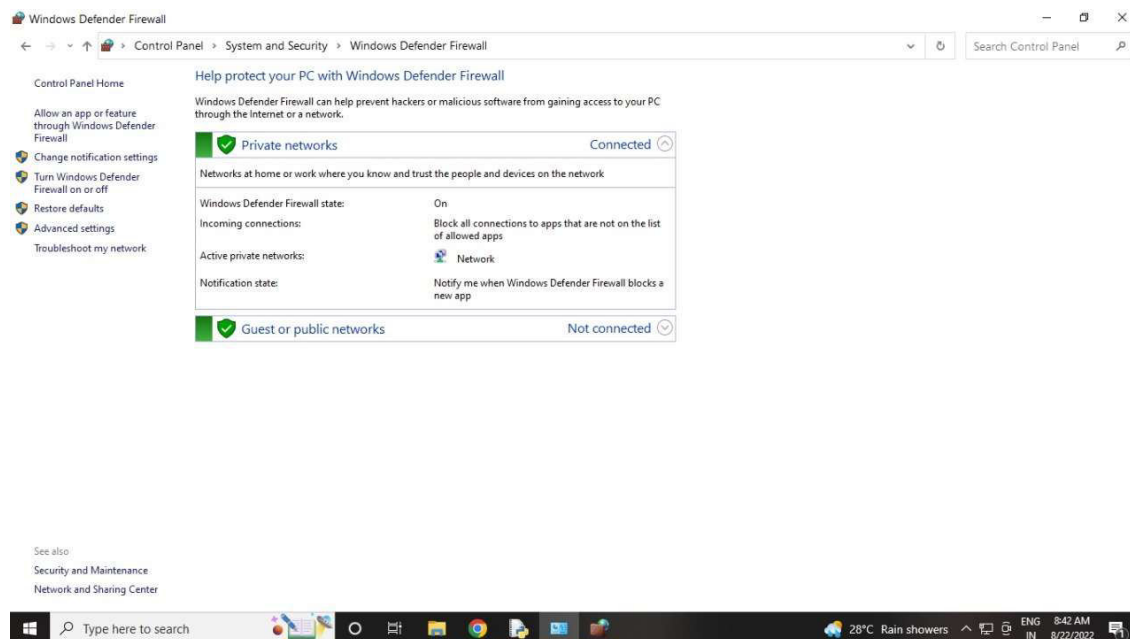 Windows Defender Firewall
Control Panel > System and Security > Windows Defender Firewall
Search Control Panel
Control Panel Home
Allow an app or feature
through Windows Defender
Firewall
Change notification settings
Turn Windows Defender
Firewall on or off
Restore defaults
Advanced settings
Troubleshoot my network
Help protect your PC with Windows Defender Firewall
Windows Defender Firewall can help prevent hackers or malicious software from gaining access to your PC
through the Internet or a network.
Private networks Connected
Networks at home or work where you know and trust the people and devices on the network
Windows Defender Firewall state: On
Incoming connections: Block all connections to apps that are not on the list
of allowed apps
Active private networks: Network
Notification state: Notify me when Windows Defender Firewall blocks a
new app
Guest or public networks Not connected
See also
Security and Maintenance
Network and Sharing Center
Type here to search
28°C Rain showers
ENG
IN
8:42 AM
8/22/2022